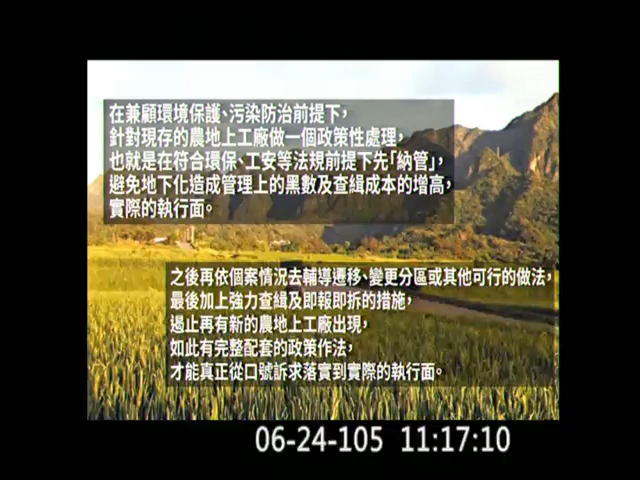 在兼顧環境保護、污染防治前提下，
針對現存的農地上工廠做一個政策性處理，
也就是在符合環保、工安等法規前提下先「納管」，
避免地下化造成管理上的黑數及查緝成本的增高，
實際的執行面。
之後再依個案情況去輔導遷移、變更分區或其他可行的做法，
最後加上強力查緝及即報即拆的措施，
遏止再有新的農地上工廠出現，
如此有完整配套的政策作法，
才能真正從口號訴求落實到實際的執行面。
06-24-105 11:17:10